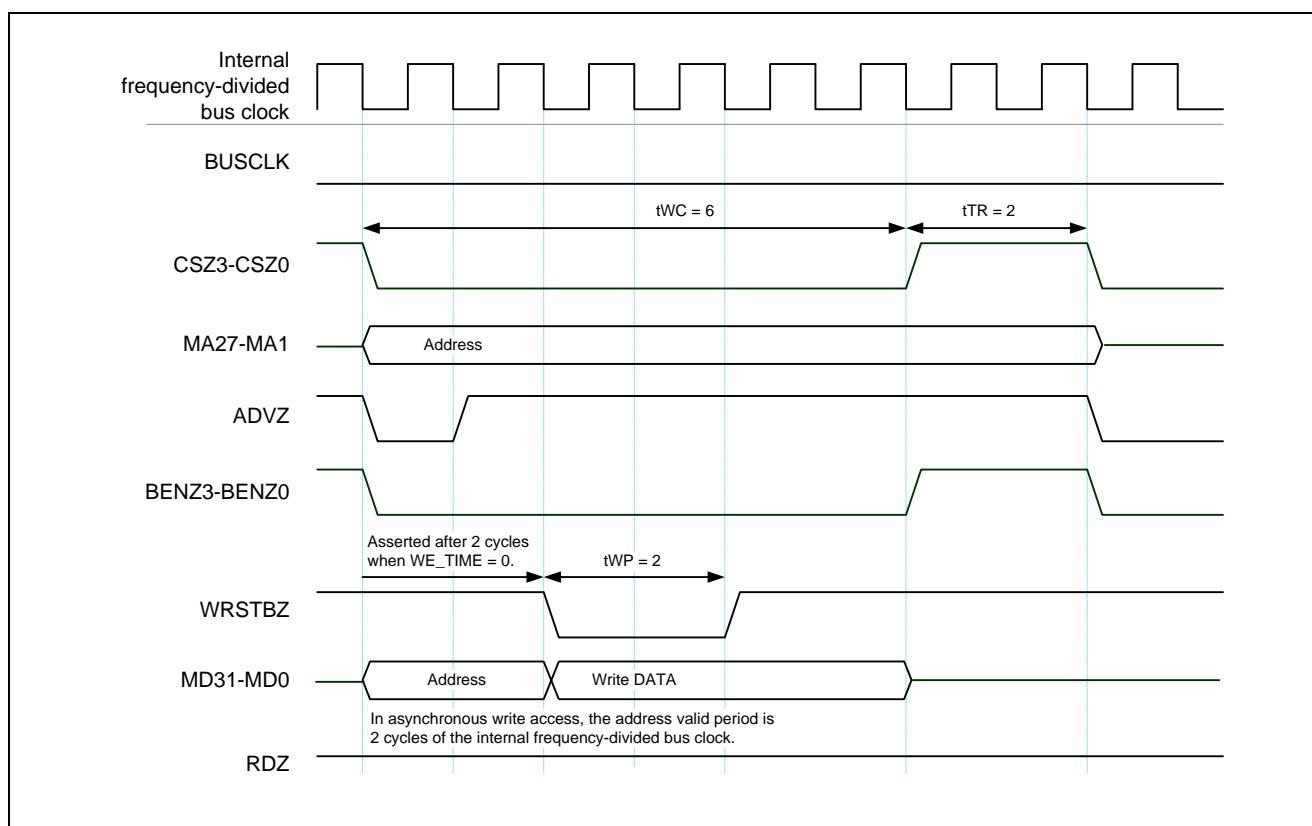 Internal
frequency-divided
bus clock
BUSCLK
tWC = 6
tTR = 2
CSZ3-CSZ0
MA27-MA1
Address
ADVZ
BENZ3-BENZ0
Asserted after 2 cycles
when WE_TIME = 0.
tWP = 2
WRSTBZ
MD31-MD0
Address
Write DATA
In asynchronous write access, the address valid period is
2 cycles of the internal frequency-divided bus clock.
RDZ